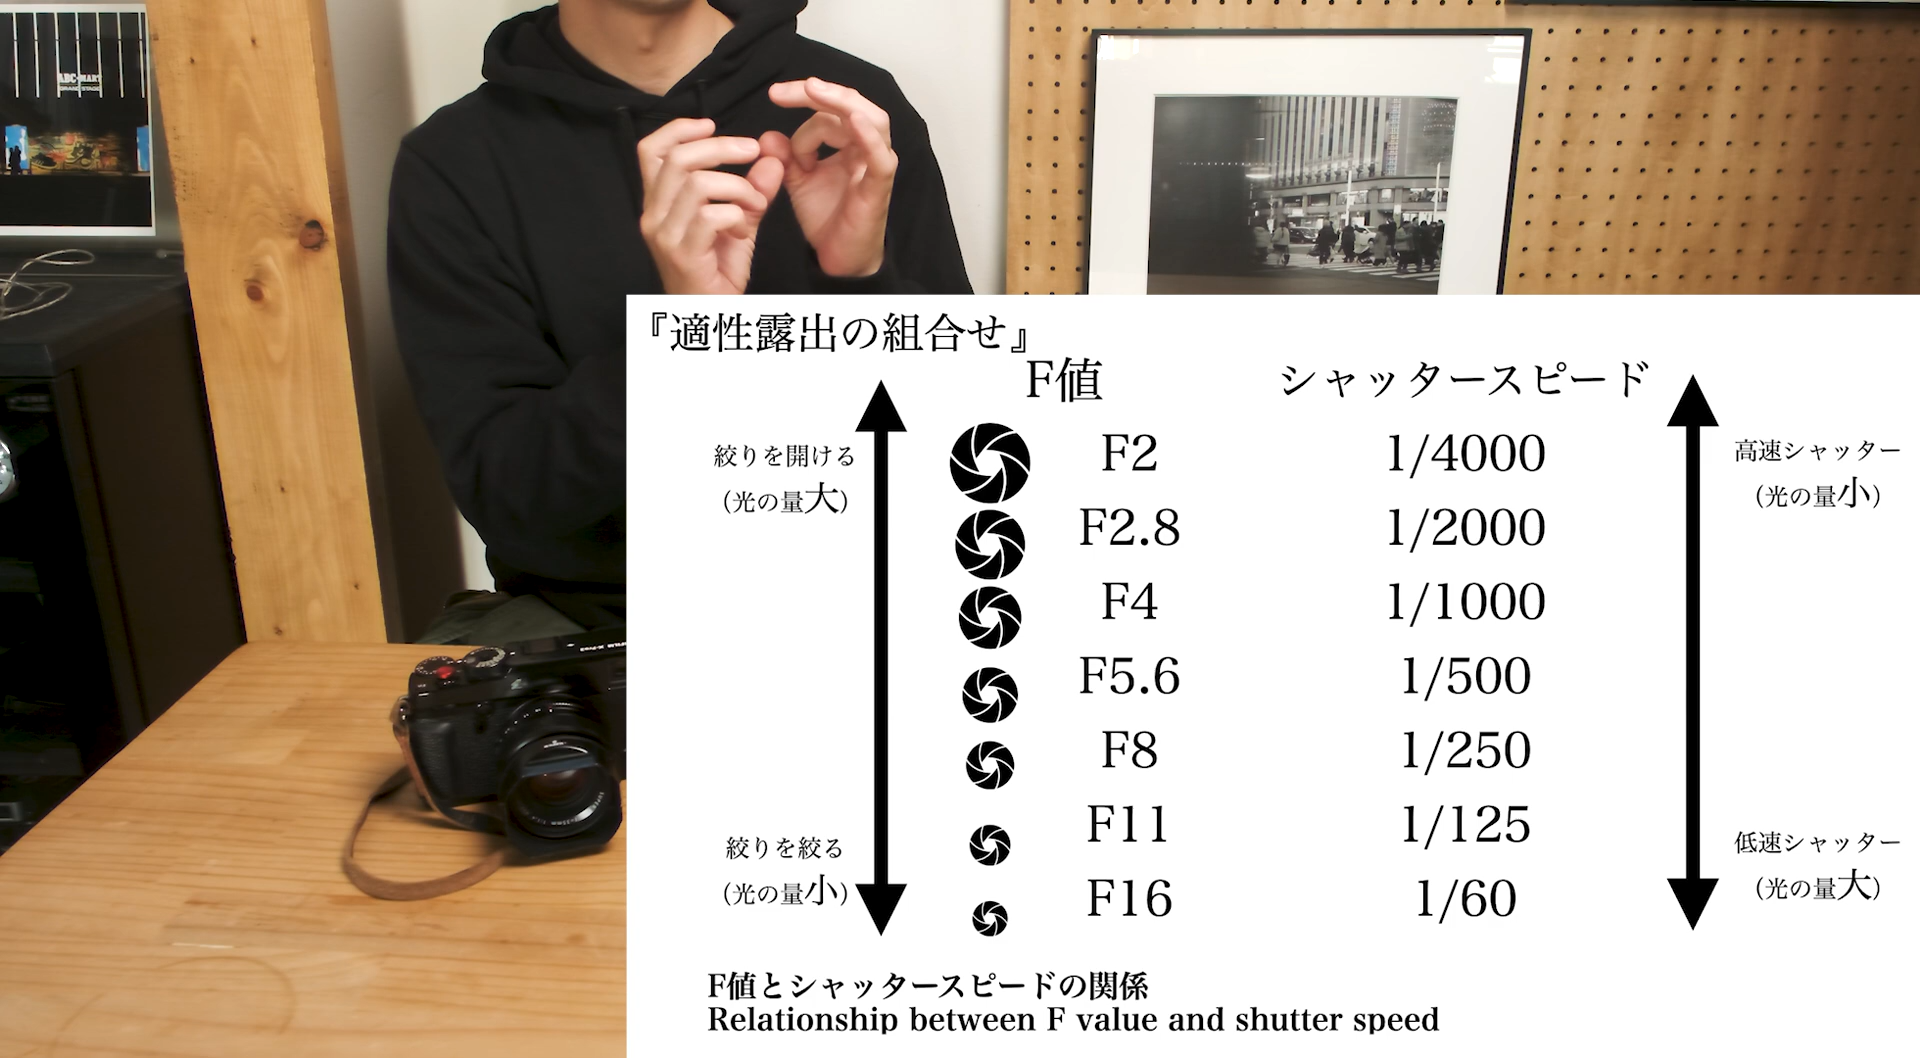 ABC-MART
GRAND STAGE
『適性露出の組合せ』
F値 シャッタースピード
絞りを開ける
（光の量大）
F2 1/4000
F2.8 1/2000
F4 1/1000
F5.6 1/500
F8 1/250
F11 1/125
F16 1/60
高速シャッター
（光の量小）
絞りを絞る
（光の量小）
低速シャッター
（光の量大）
F値とシャッタースピードの関係
Relationship between F value and shutter speed